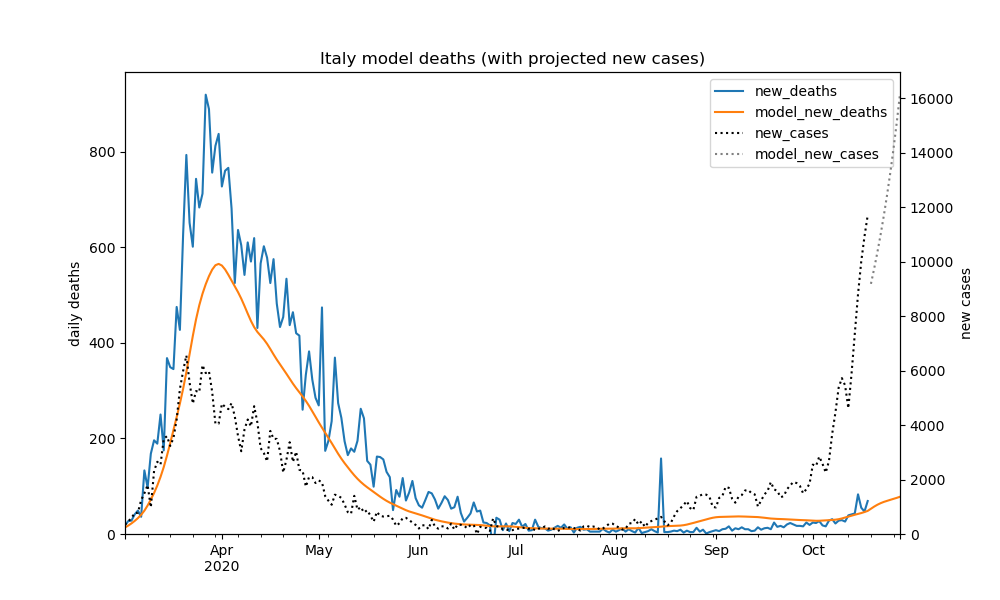 Italy model deaths (with projected new cases)
new_deaths
model_new_deaths
new_cases
model_new_cases
daily deaths
800
600
400
200
0
new cases
16000
14000
12000
10000
8000
6000
4000
2000
0
Apr
2020
May
Jun
Jul
Aug
Sep
Oct